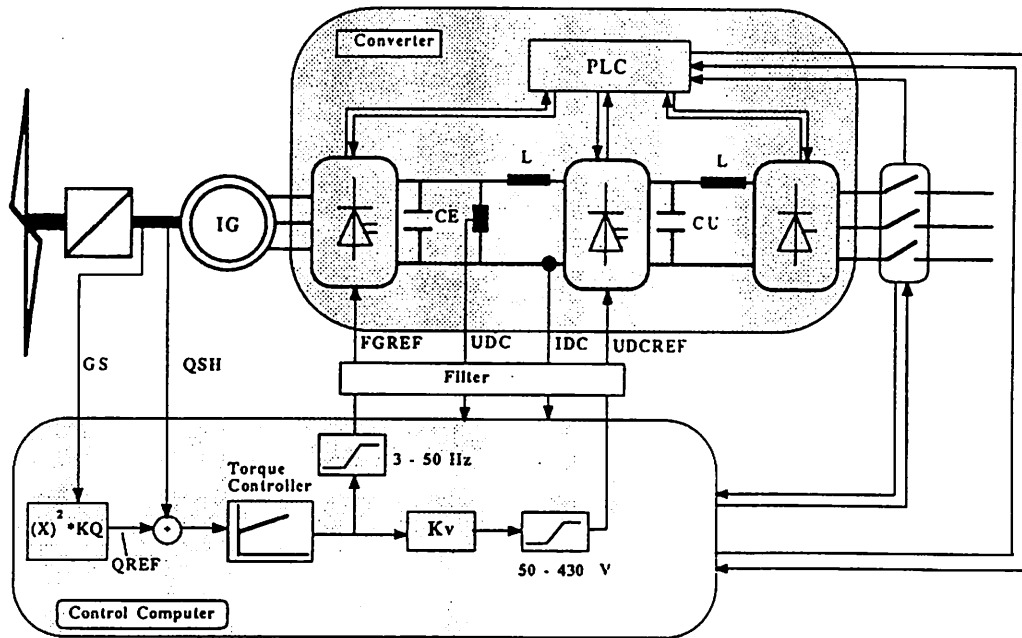 Converter
PLC
L
L
CE
CU
IG
FGREF
UDC
IDC
UDCREF
GS
QSH
Filter
3 - 50 Hz
Torque
Controller
(X)² *KQ
QREF
Kv
50 - 430 V
Control Computer